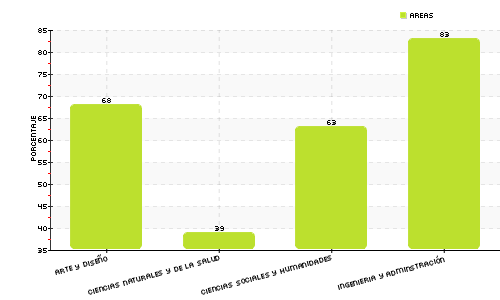 AREAS
85
80
75
70
65
60
55
50
45
40
35
PORCENTAJE
68
39
63
83
ARTE Y DISEÑO
CIENCIAS NATURALES Y DE LA SALUD
CIENCIAS SOCIALES Y HUMANIDADES
INGENIERIA Y ADMINSTRACIÓN